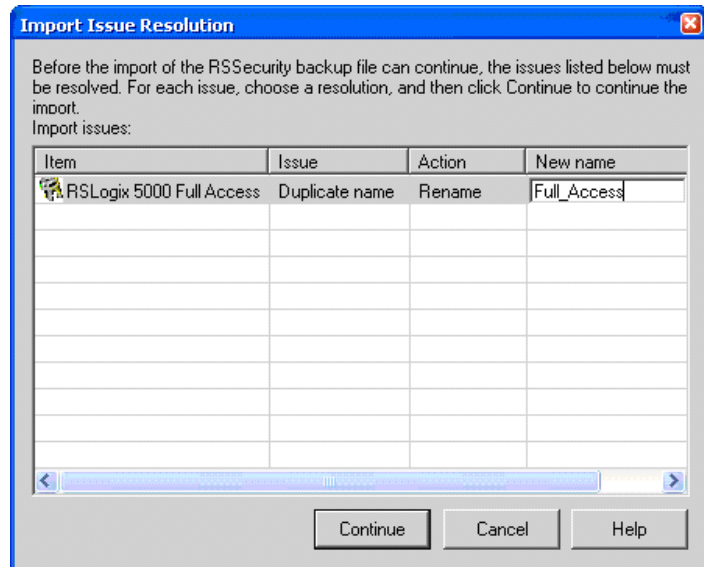 Import Issue Resolution
Before the import of the RSSecurity backup file can continue, the issues listed below must
be resolved. For each issue, choose a resolution, and then click Continue to continue the
import.
Import issues:
Item Issue Action New name
RSLogix 5000 Full Access Duplicate name Rename Full_Access
Continue Cancel Help